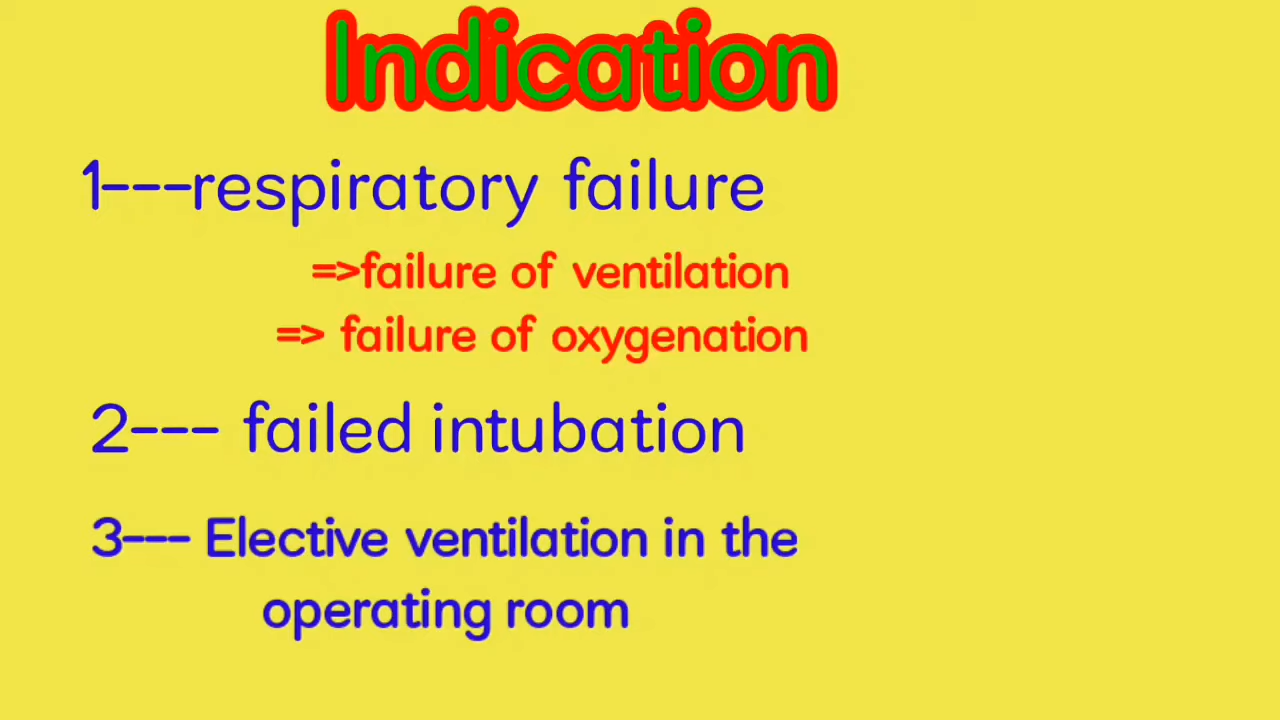 Indication
1---respiratory failure
=>failure of ventilation
=> failure of oxygenation
2--- failed intubation
3--- Elective ventilation in the
operating room